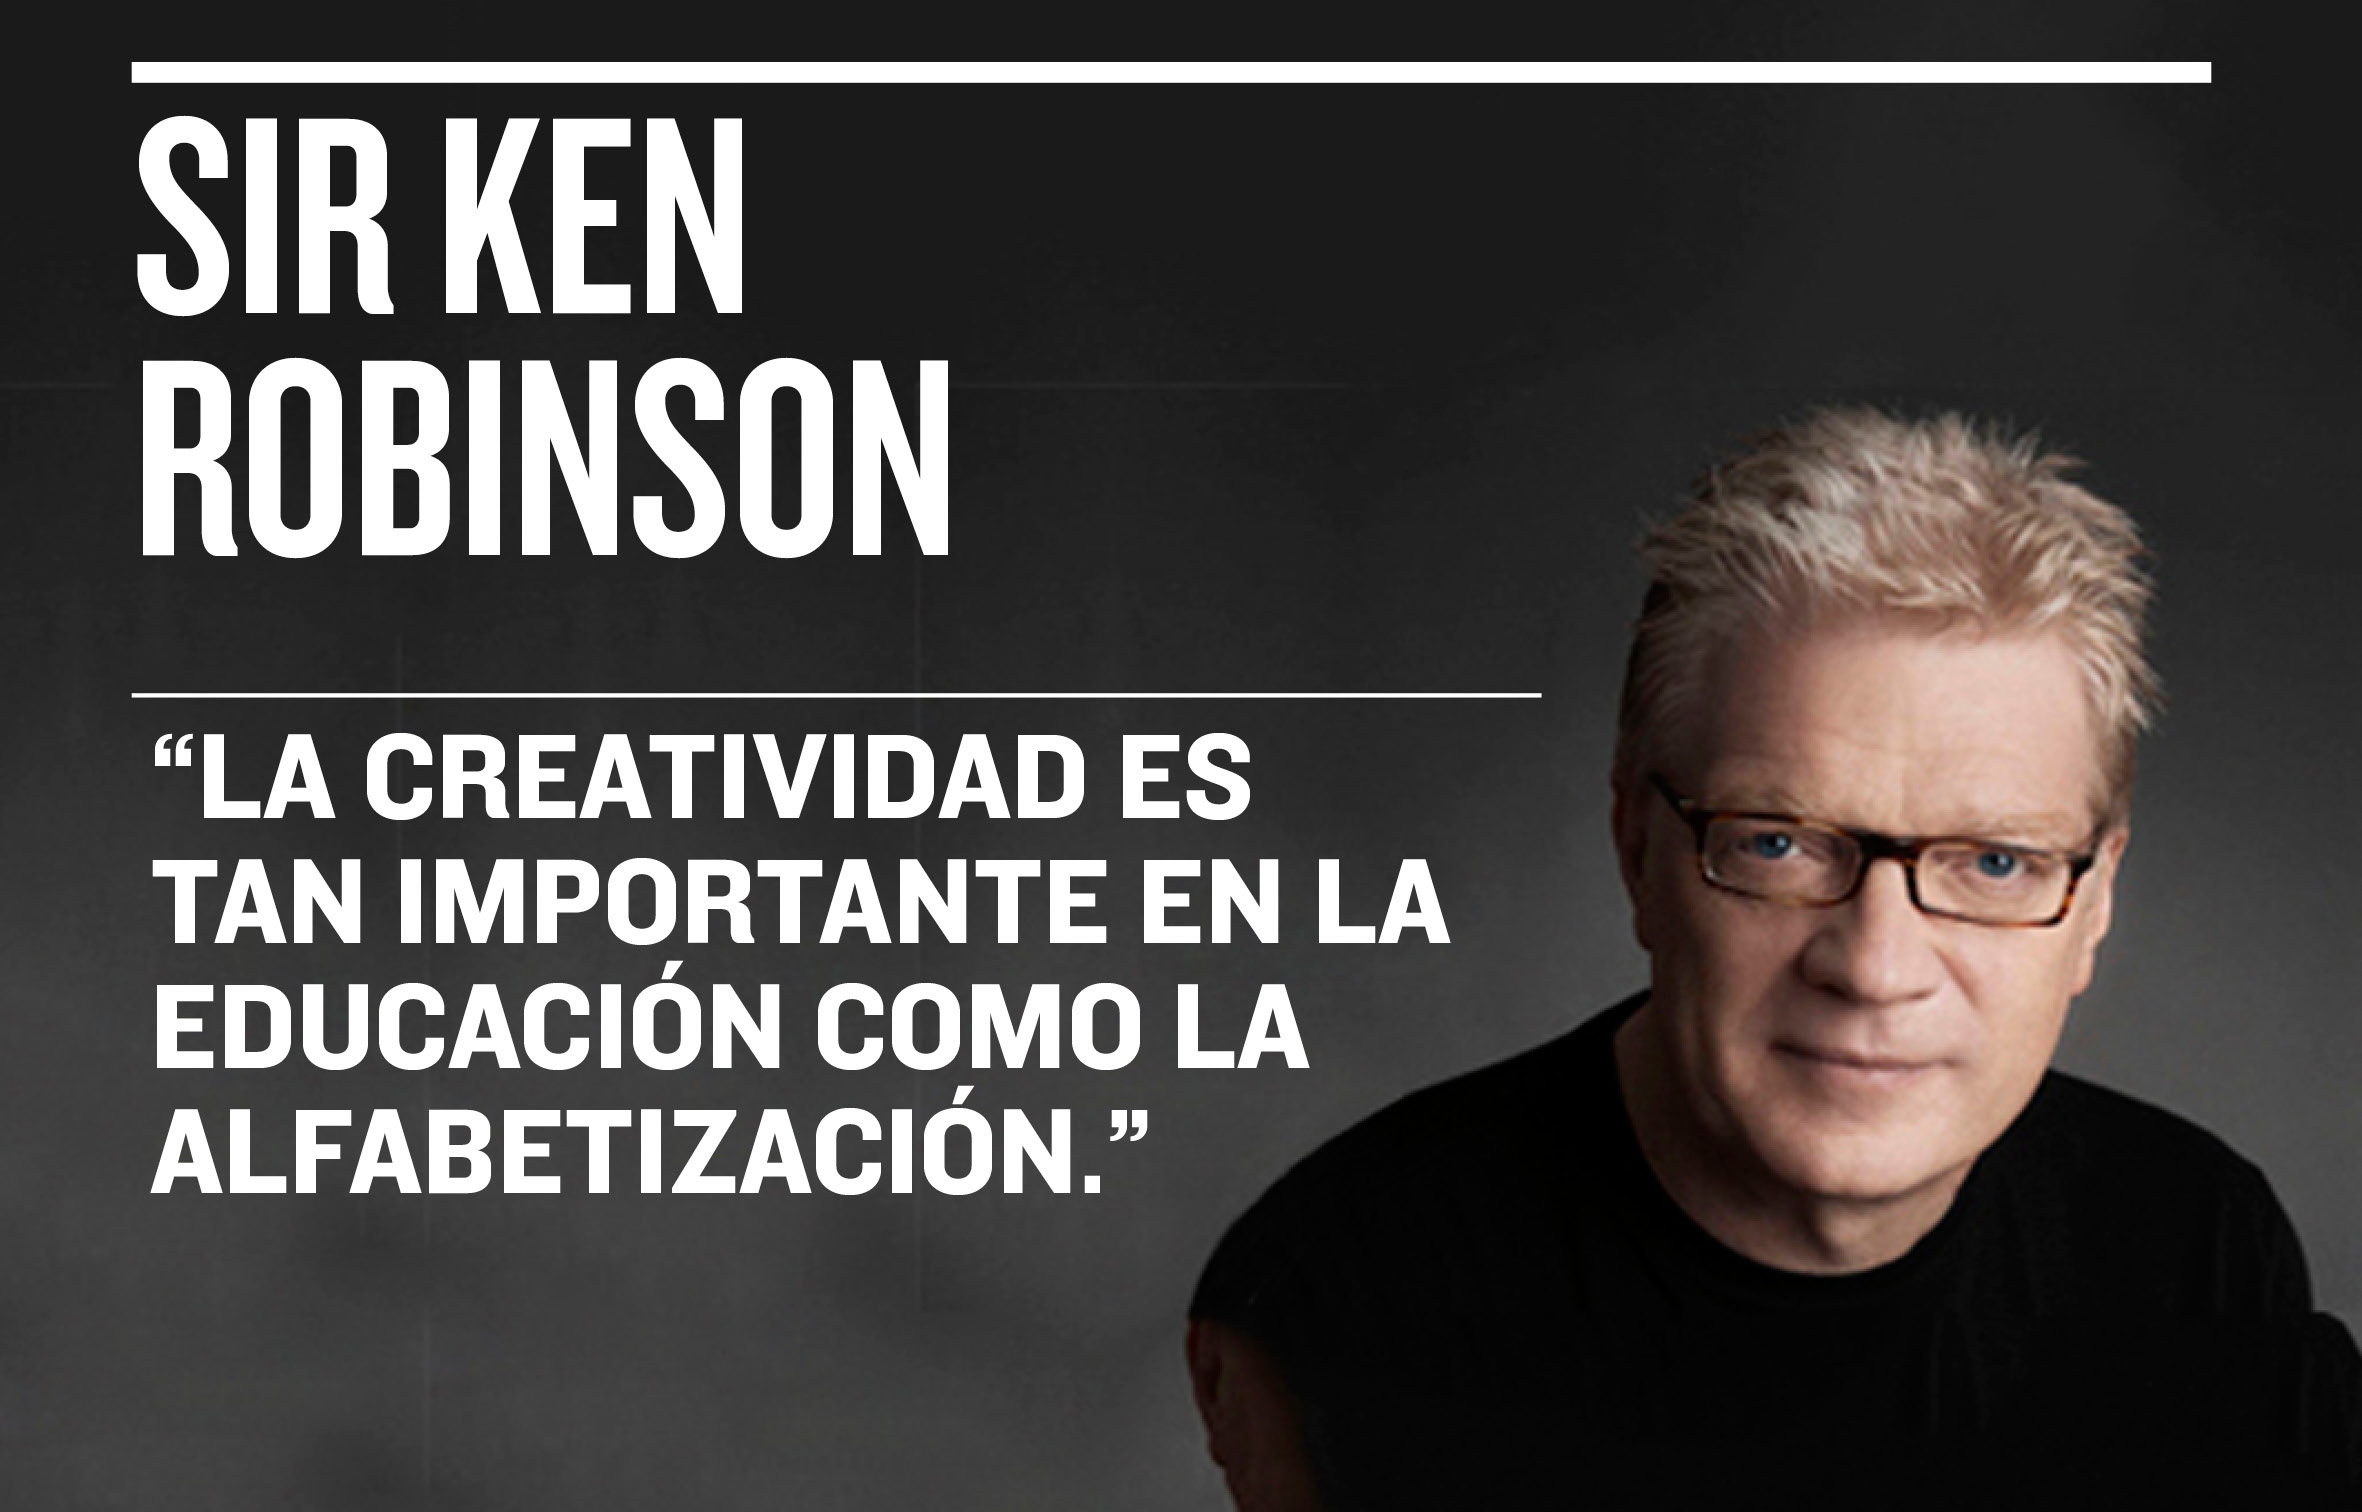 SIR KEN
ROBINSON
“LA CREATIVIDAD ES
TAN IMPORTANTE EN LA
EDUCACIÓN COMO LA
ALFABETIZACIÓN.”